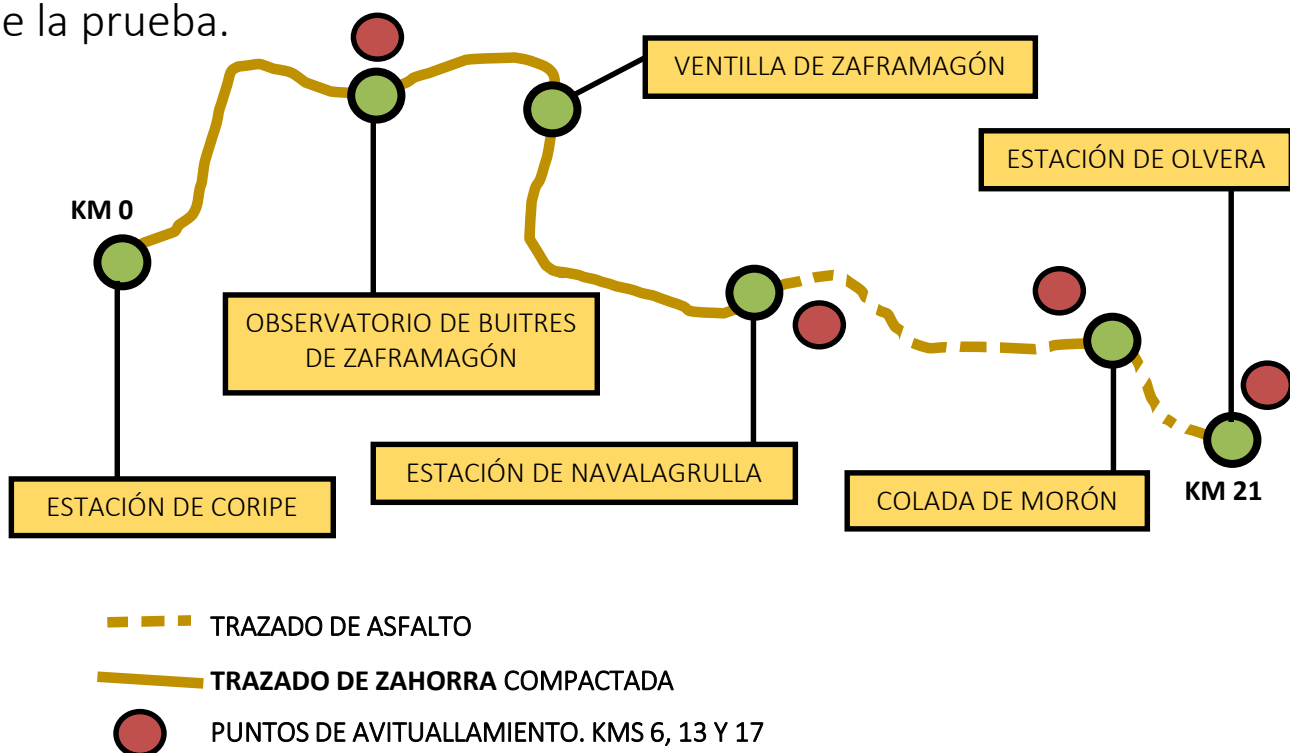 e la prueba.
VENTILLA DE ZAFRAMAGÓN
ESTACIÓN DE OLVERA
KM 0
OBSERVATORIO DE BUITRES
DE ZAFRAMAGÓN
ESTACIÓN DE NAVALAGRULLA
COLADA DE MORÓN
KM 21
ESTACIÓN DE CORIPE
TRAZADO DE ASFALTO
TRAZADO DE ZAHORRA COMPACTADA
PUNTOS DE AVITUALLAMIENTO. KMS 6, 13 Y 17